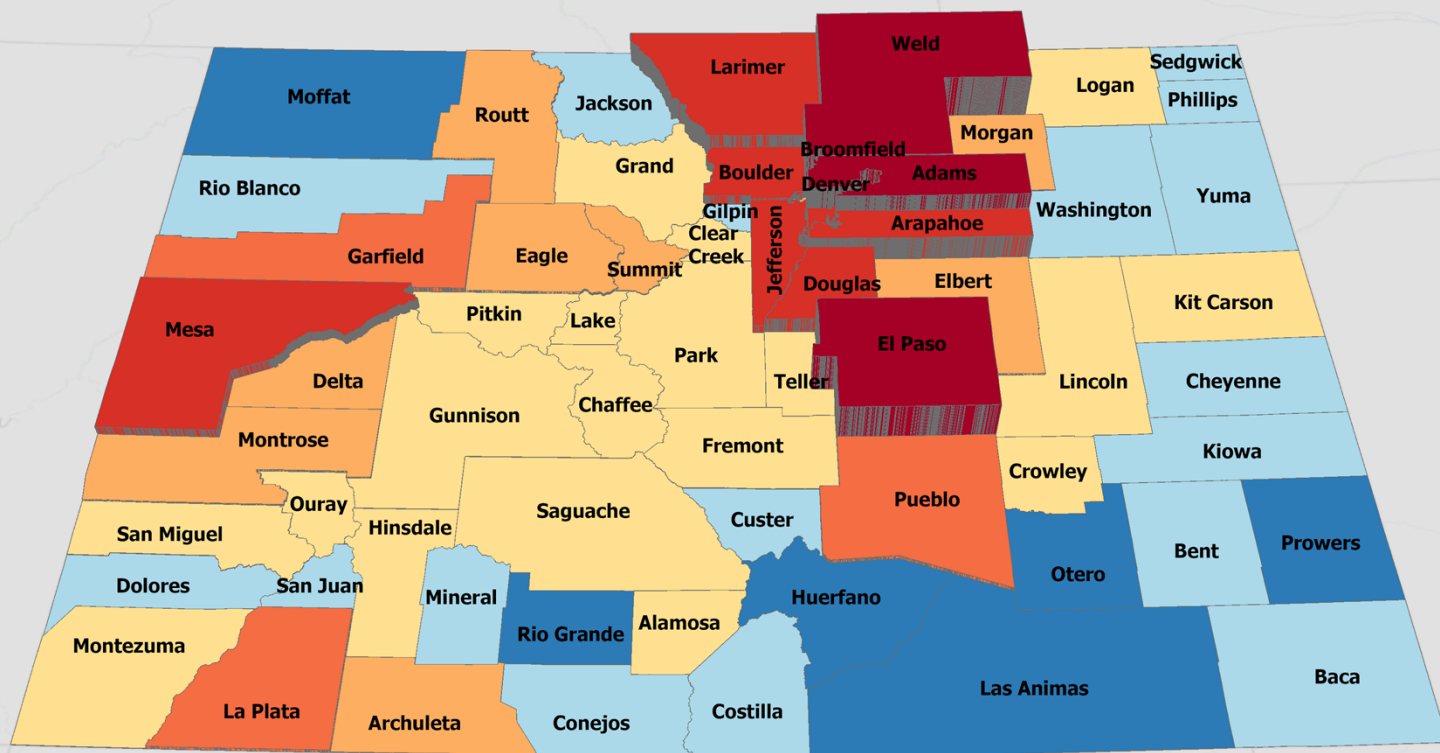 Weld
Larimer
Sedgwick
Logan
Moffat
Phillips
Jackson
Routt
Morgan
Broomfield
Grand
Boulder
Adams
Denver
Rio Blanco
Yuma
Washington
Gilpin
Arapahoe
Clear
Creek
Jefferson
Eagle
Garfield
Summit
Elbert
Douglas
Kit Carson
Pitkin
Lake
Mesa
El Paso
Park
Delta
Teller
Lincoln
Cheyenne
Chaffee
Gunnison
Montrose
Fremont
Kiowa
Crowley
Pueblo
Ouray
Saguache
Custer
Hinsdale
San Miguel
Prowers
Bent
Otero
Dolores
San Juan
Mineral
Huerfano
Alamosa
Rio Grande
Montezuma
Baca
Las Animas
La Plata
Costilla
Archuleta
Conejos